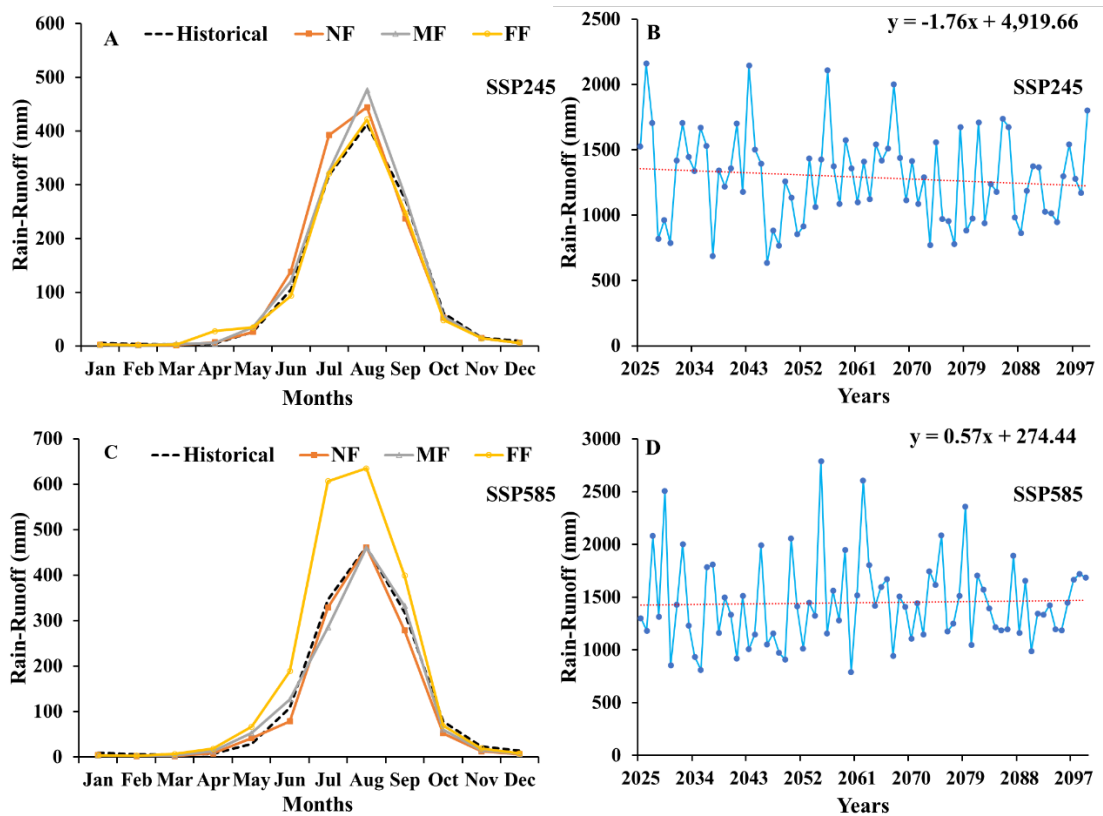 A
Historical NF MF FF
SSP245
Rain-Runoff (mm)
600
500
400
300
200
100
0
Jan Feb Mar Apr May Jun Jul Aug Sep Oct Nov Dec
Months
B
y = -1.76x + 4,919.66
SSP245
Rain-Runoff (mm)
2500
2000
1500
1000
500
0
2025 2034 2043 2052 2061 2070 2079 2088 2097
Years
C
Historical NF MF FF
SSP585
Rain-Runoff (mm)
700
600
500
400
300
200
100
0
Jan Feb Mar Apr May Jun Jul Aug Sep Oct Nov Dec
Months
D
y = 0.57x + 274.44
SSP585
Rain-Runoff (mm)
3000
2500
2000
1500
1000
500
0
2025 2034 2043 2052 2061 2070 2079 2088 2097
Years